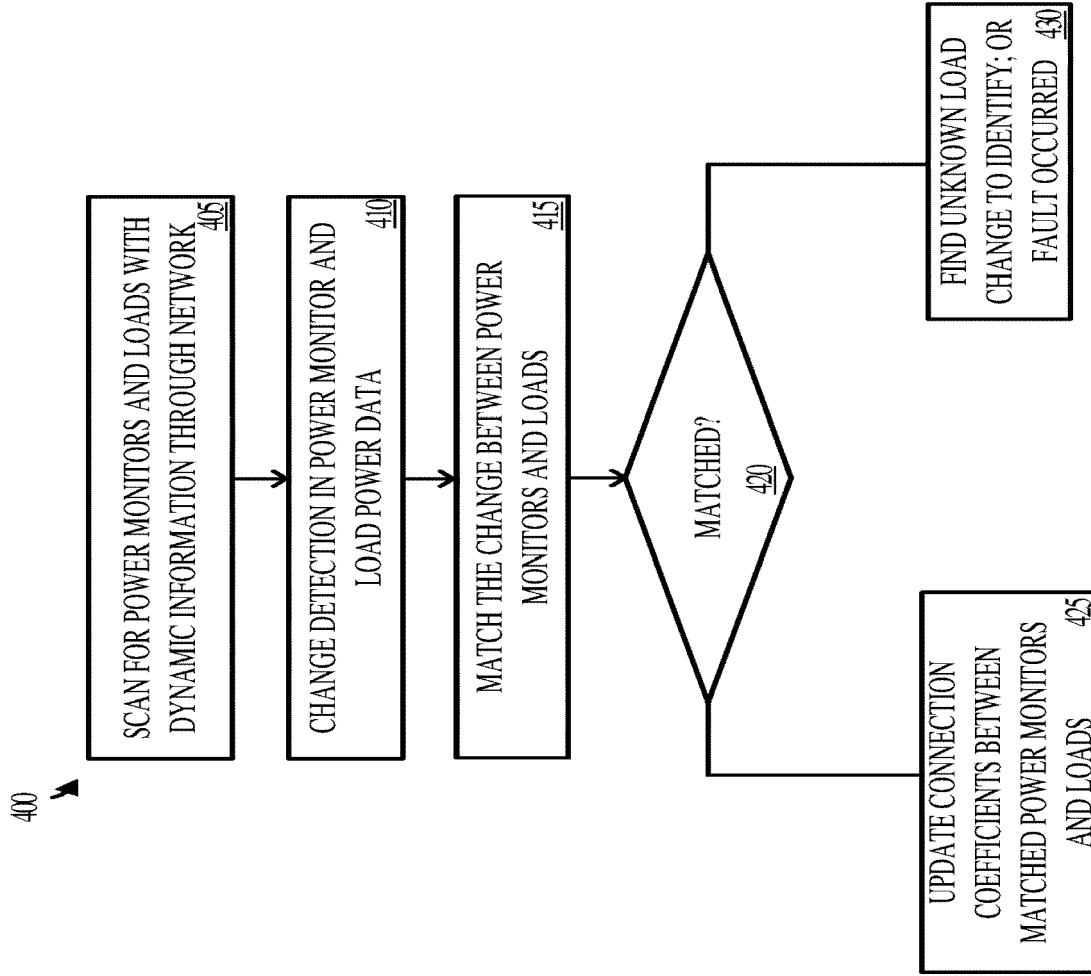 400
SCAN FOR POWER MONITORS AND LOADS WITH
DYNAMIC INFORMATION THROUGH NETWORK
405
CHANGE DETECTION IN POWER MONITOR AND
LOAD POWER DATA
410
MATCH THE CHANGE BETWEEN POWER
MONITORS AND LOADS
415
MATCHED?
420
UPDATE CONNECTION
COEFFICIENTS BETWEEN
MATCHED POWER MONITORS
AND LOADS
425
FIND UNKNOWN LOAD
CHANGE TO IDENTIFY; OR
FAULT OCCURRED
430